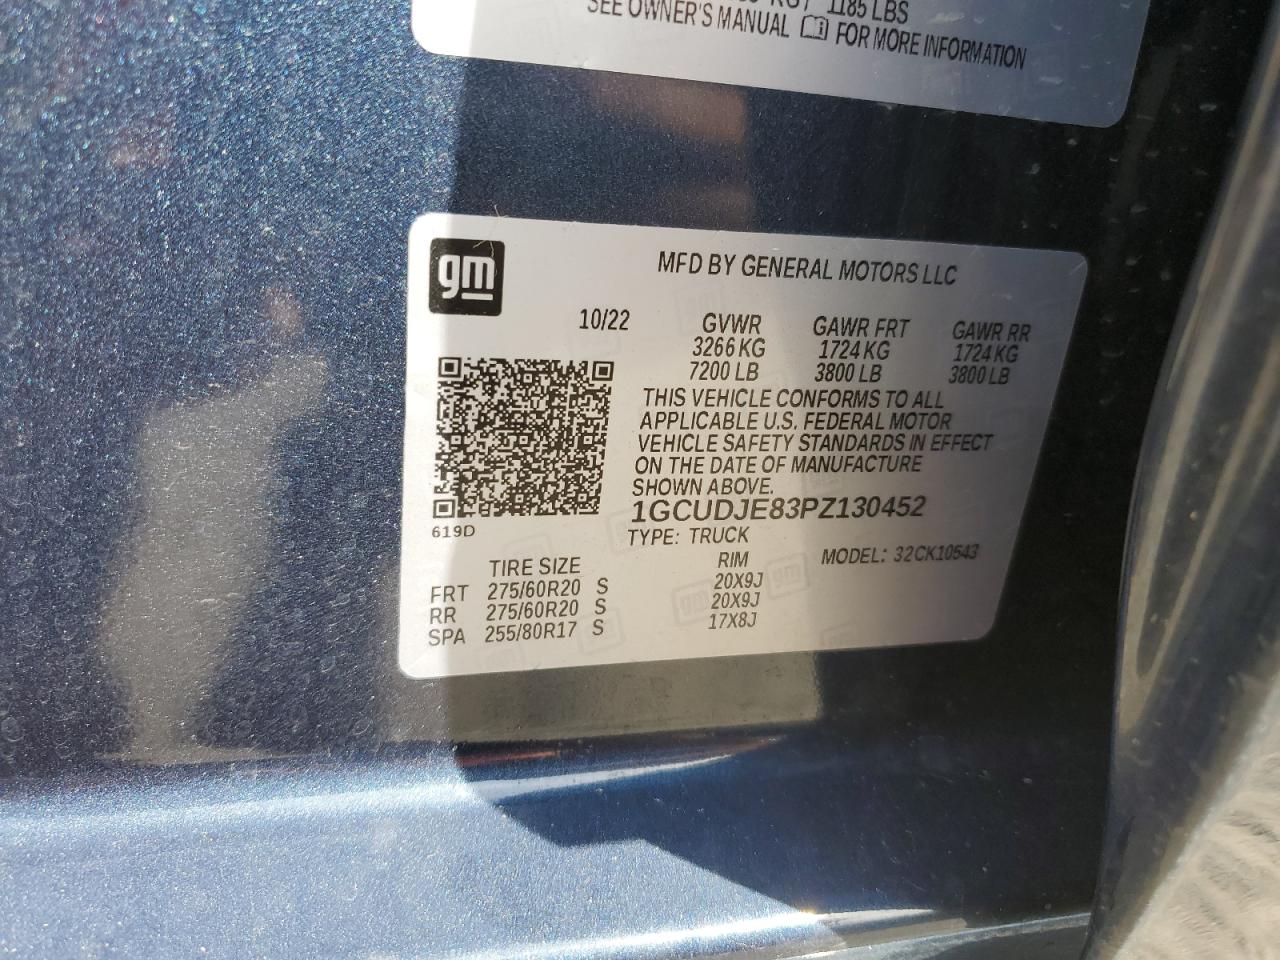 1185 LBS
SEE OWNER'S MANUAL FOR MORE INFORMATION
gm
MFD BY GENERAL MOTORS LLC
10/22
GVWR GAWR FRT GAWR RR
3266 KG 1724 KG 1724 KG
7200 LB 3800 LB 3800 LB
THIS VEHICLE CONFORMS TO ALL
APPLICABLE U.S. FEDERAL MOTOR
VEHICLE SAFETY STANDARDS IN EFFECT
ON THE DATE OF MANUFACTURE
SHOWN ABOVE.
1GCUDJE83PZ130452
619D
TYPE: TRUCK
MODEL: 32CK10543
TIRE SIZE RIM
FRT 275/60R20 S 20X9J
RR 275/60R20 S 20X9J
SPA 255/80R17 S 17X8J